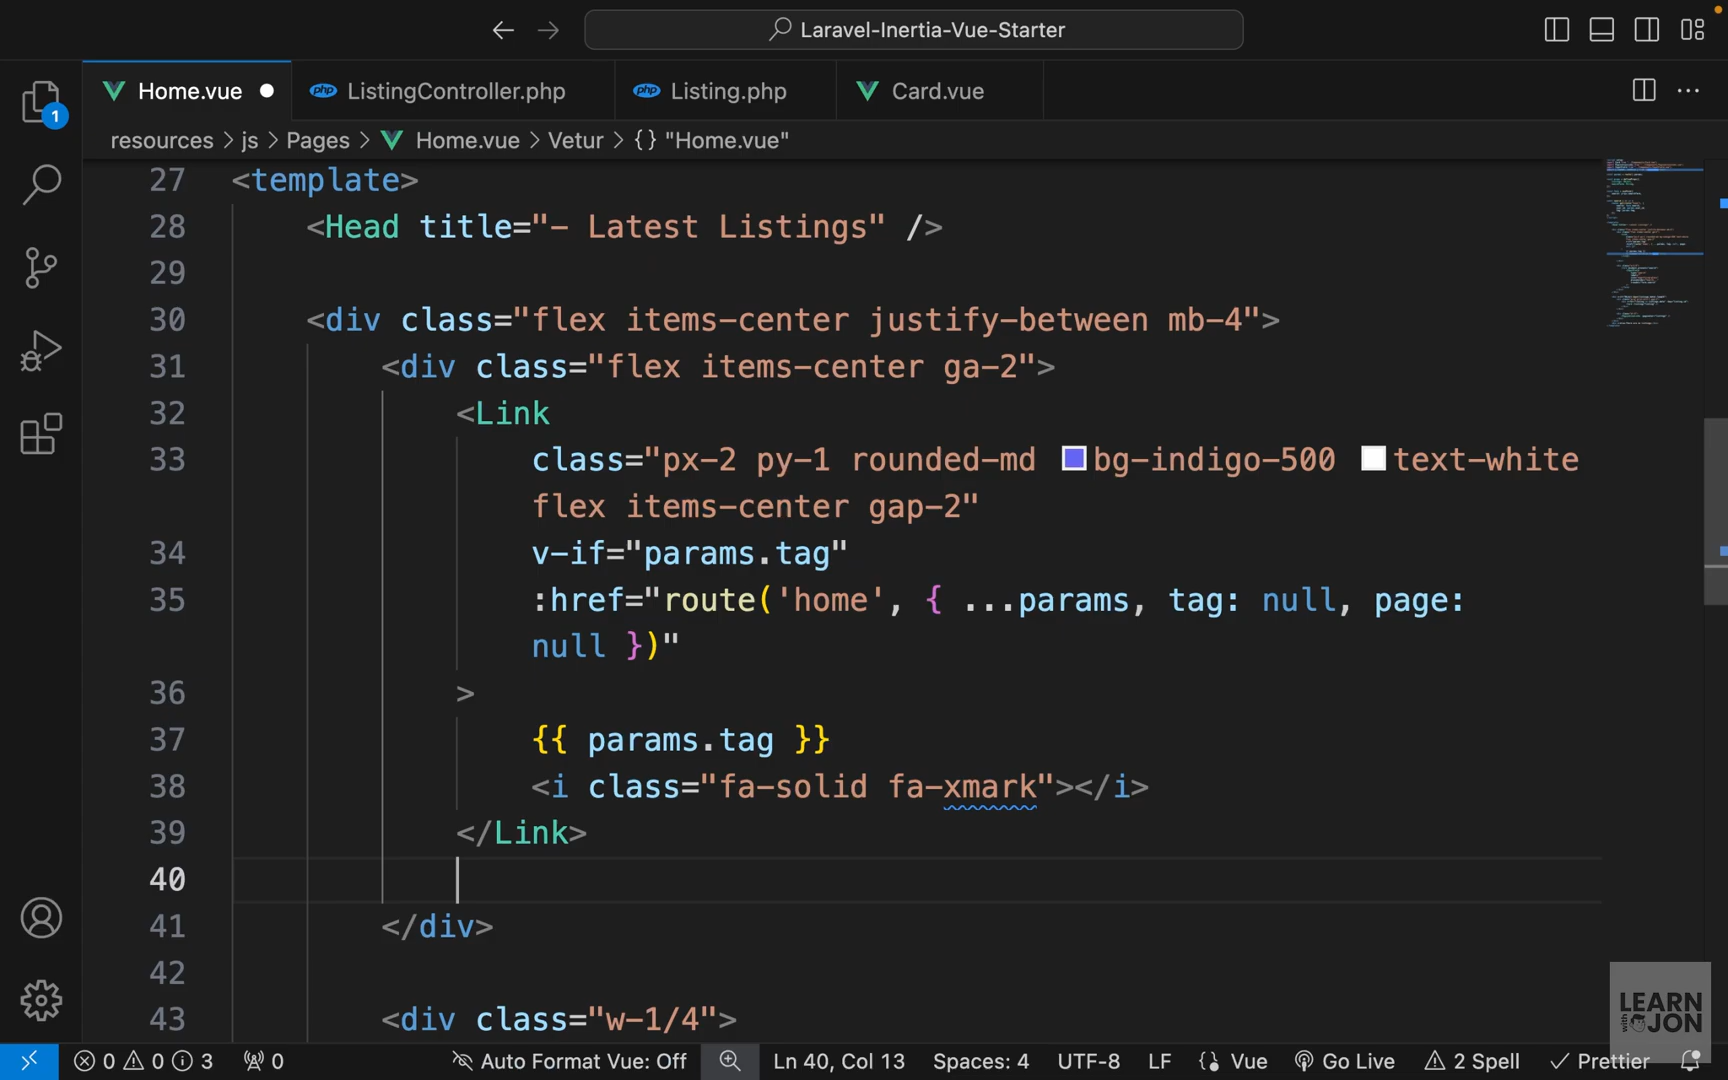 Laravel-Inertia-Vue-Starter
Home.vue ListingController.php Listing.php Card.vue
1
resources > js > Pages > Home.vue > Vetur > {} "Home.vue"
27 <template>
28 <Head title="- Latest Listings" />
29
30 <div class="flex items-center justify-between mb-4">
31 <div class="flex items-center ga-2">
32 <Link
33 class="px-2 py-1 rounded-md bg-indigo-500 text-white
flex items-center gap-2"
34 v-if="params.tag"
35 :href="route('home', { ...params, tag: null, page:
null })"
36 >
37 {{ params.tag }}
38 <i class="fa-solid fa-xmark"></i>
39 </Link>
40
41 </div>
42
43 <div class="w-1/4">
LEARN
with JON
0 0 3 0 Auto Format Vue: Off Ln 40, Col 13 Spaces: 4 UTF-8 LF Vue Go Live 2 Spell Prettier